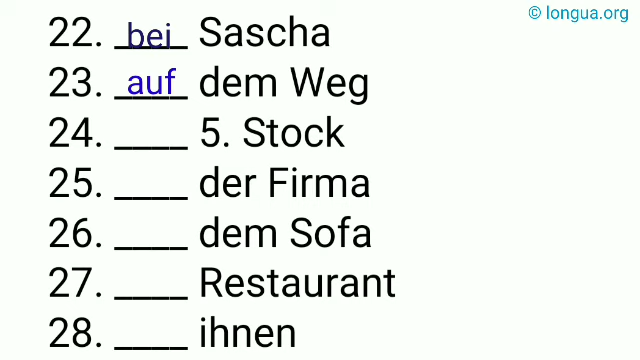 © longua.org
22. bei Sascha
23. auf dem Weg
24. ____ 5. Stock
25. ____ der Firma
26. ____ dem Sofa
27. ____ Restaurant
28. ____ ihnen